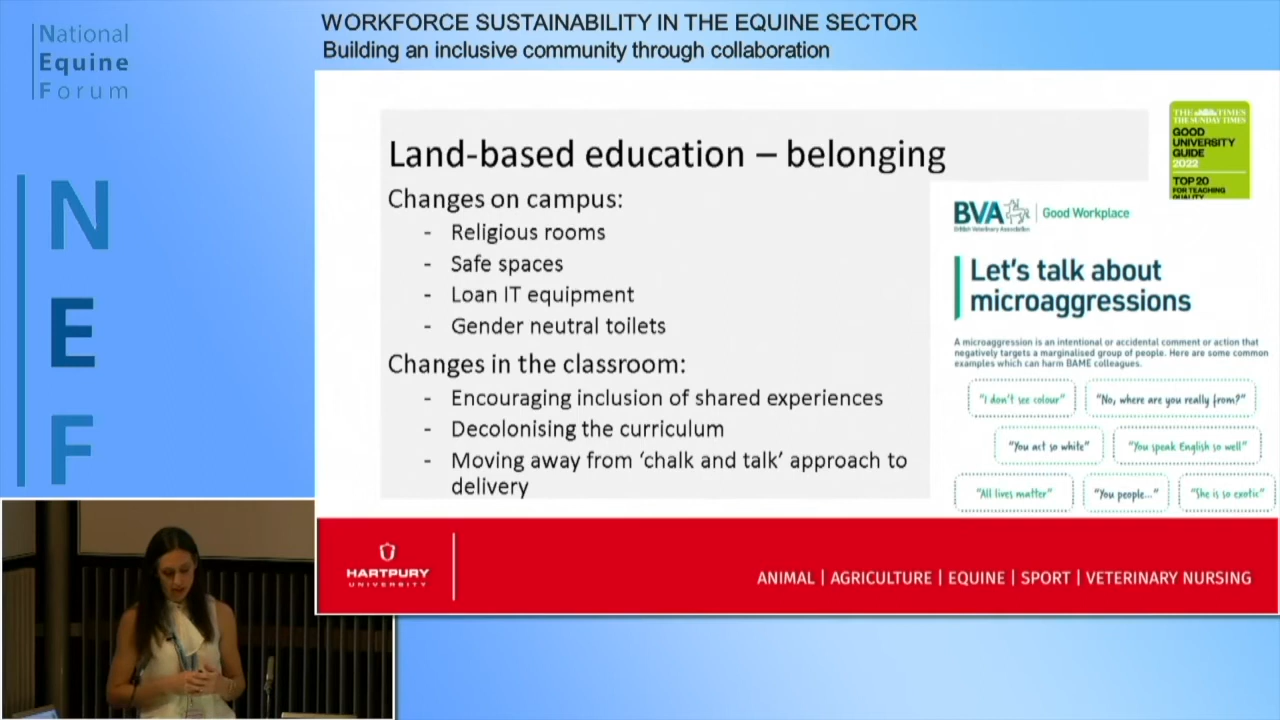 National
Equine
Forum
WORKFORCE SUSTAINABILITY IN THE EQUINE SECTOR
Building an inclusive community through collaboration
N
E
F
Land-based education – belonging
Changes on campus:
- Religious rooms
- Safe spaces
- Loan IT equipment
- Gender neutral toilets
Changes in the classroom:
- Encouraging inclusion of shared experiences
- Decolonising the curriculum
- Moving away from ‘chalk and talk’ approach to
delivery
THE TIMES
THE SUNDAY TIMES
GOOD
UNIVERSITY
GUIDE
2022
TOP 20
FOR TEACHING
QUALITY
BVA
British Veterinary Association
Good Workplace
Let's talk about
microaggressions
A microaggression is an intentional or accidental comment or action that
negatively targets a marginalised group of people. Here are some common
examples which can harm BAME colleagues.
"I don't see colour" "No, where are you really from?"
"You act so white" "You speak English so well"
"All lives matter" "You people..." "She is so exotic"
HARTPURY
UNIVERSITY
ANIMAL | AGRICULTURE | EQUINE | SPORT | VETERINARY NURSING